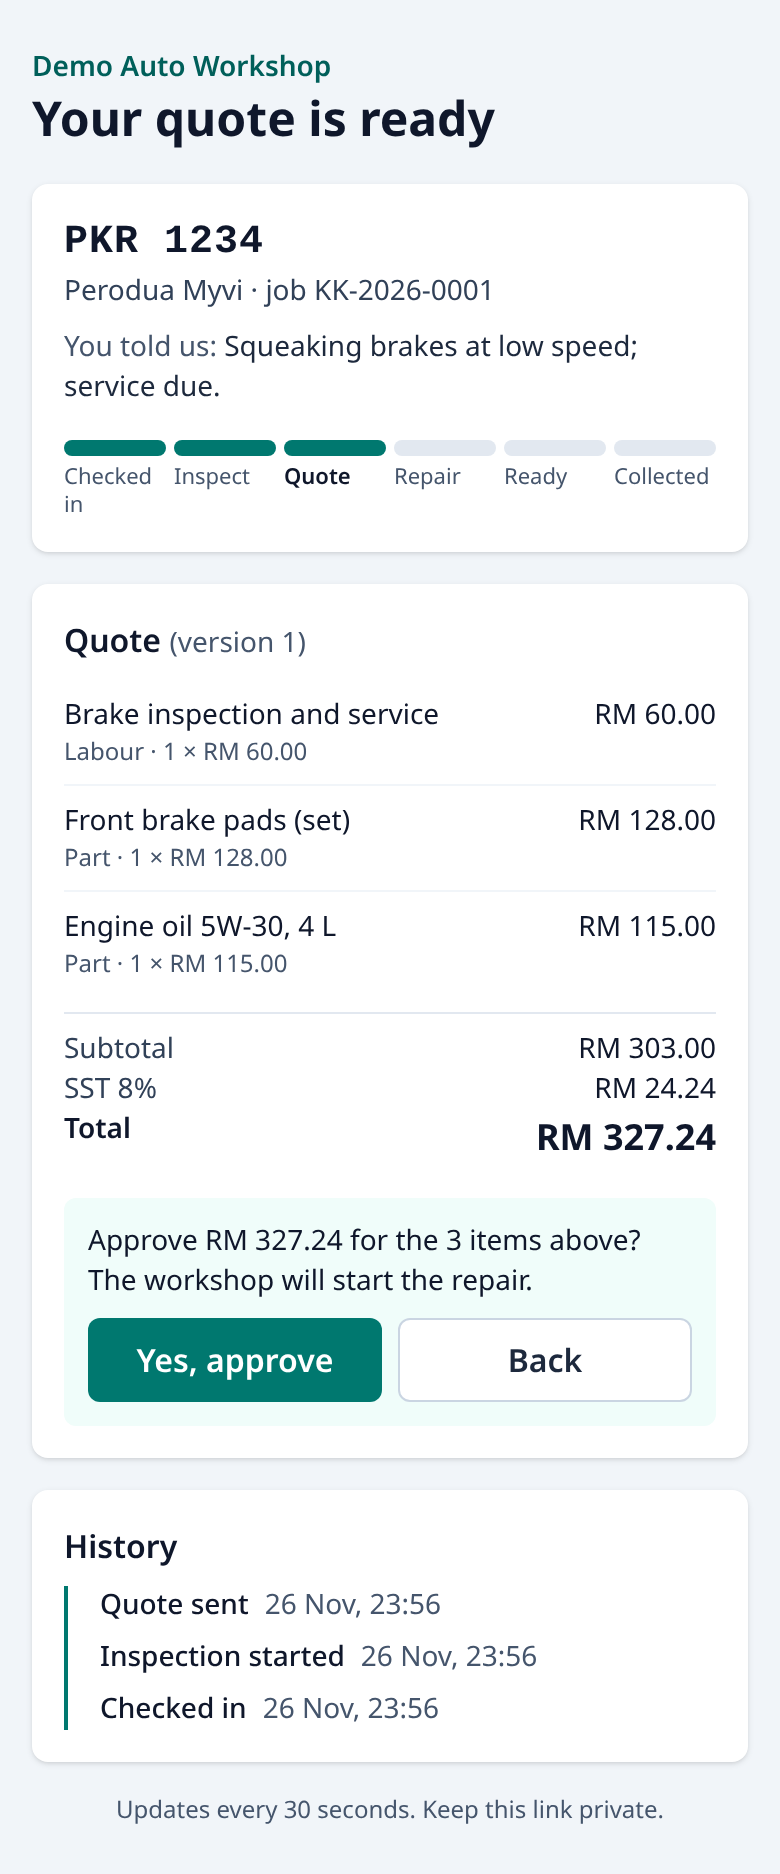 Demo Auto Workshop
Your quote is ready
PKR 1234
Perodua Myvi · job KK-2026-0001
You told us: Squeaking brakes at low speed;
service due.
Checked in
Inspect
Quote
Repair
Ready
Collected
Quote (version 1)
Brake inspection and service RM 60.00
Labour · 1 × RM 60.00
Front brake pads (set) RM 128.00
Part · 1 × RM 128.00
Engine oil 5W-30, 4 L RM 115.00
Part · 1 × RM 115.00
Subtotal RM 303.00
SST 8% RM 24.24
Total RM 327.24
Approve RM 327.24 for the 3 items above?
The workshop will start the repair.
Yes, approve
Back
History
Quote sent 26 Nov, 23:56
Inspection started 26 Nov, 23:56
Checked in 26 Nov, 23:56
Updates every 30 seconds. Keep this link private.